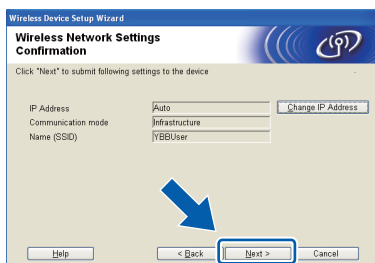 Wireless Device Setup Wizard
Wireless Network Settings
Confirmation
Click "Next" to submit following settings to the device
IP Address Auto Change IP Address
Communication mode Infrastructure
Name (SSID) YBBUser
Help < Back Next > Cancel